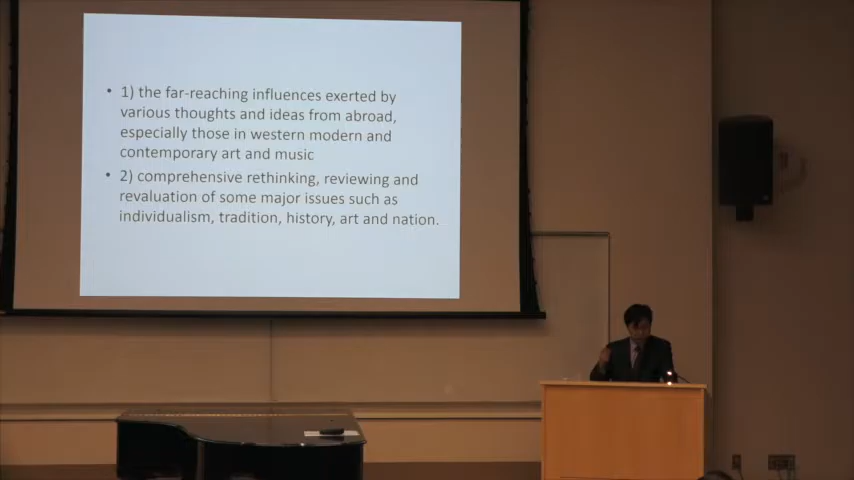 • 1) the far-reaching influences exerted by
various thoughts and ideas from abroad,
especially those in western modern and
contemporary art and music
• 2) comprehensive rethinking, reviewing and
revaluation of some major issues such as
individualism, tradition, history, art and nation.